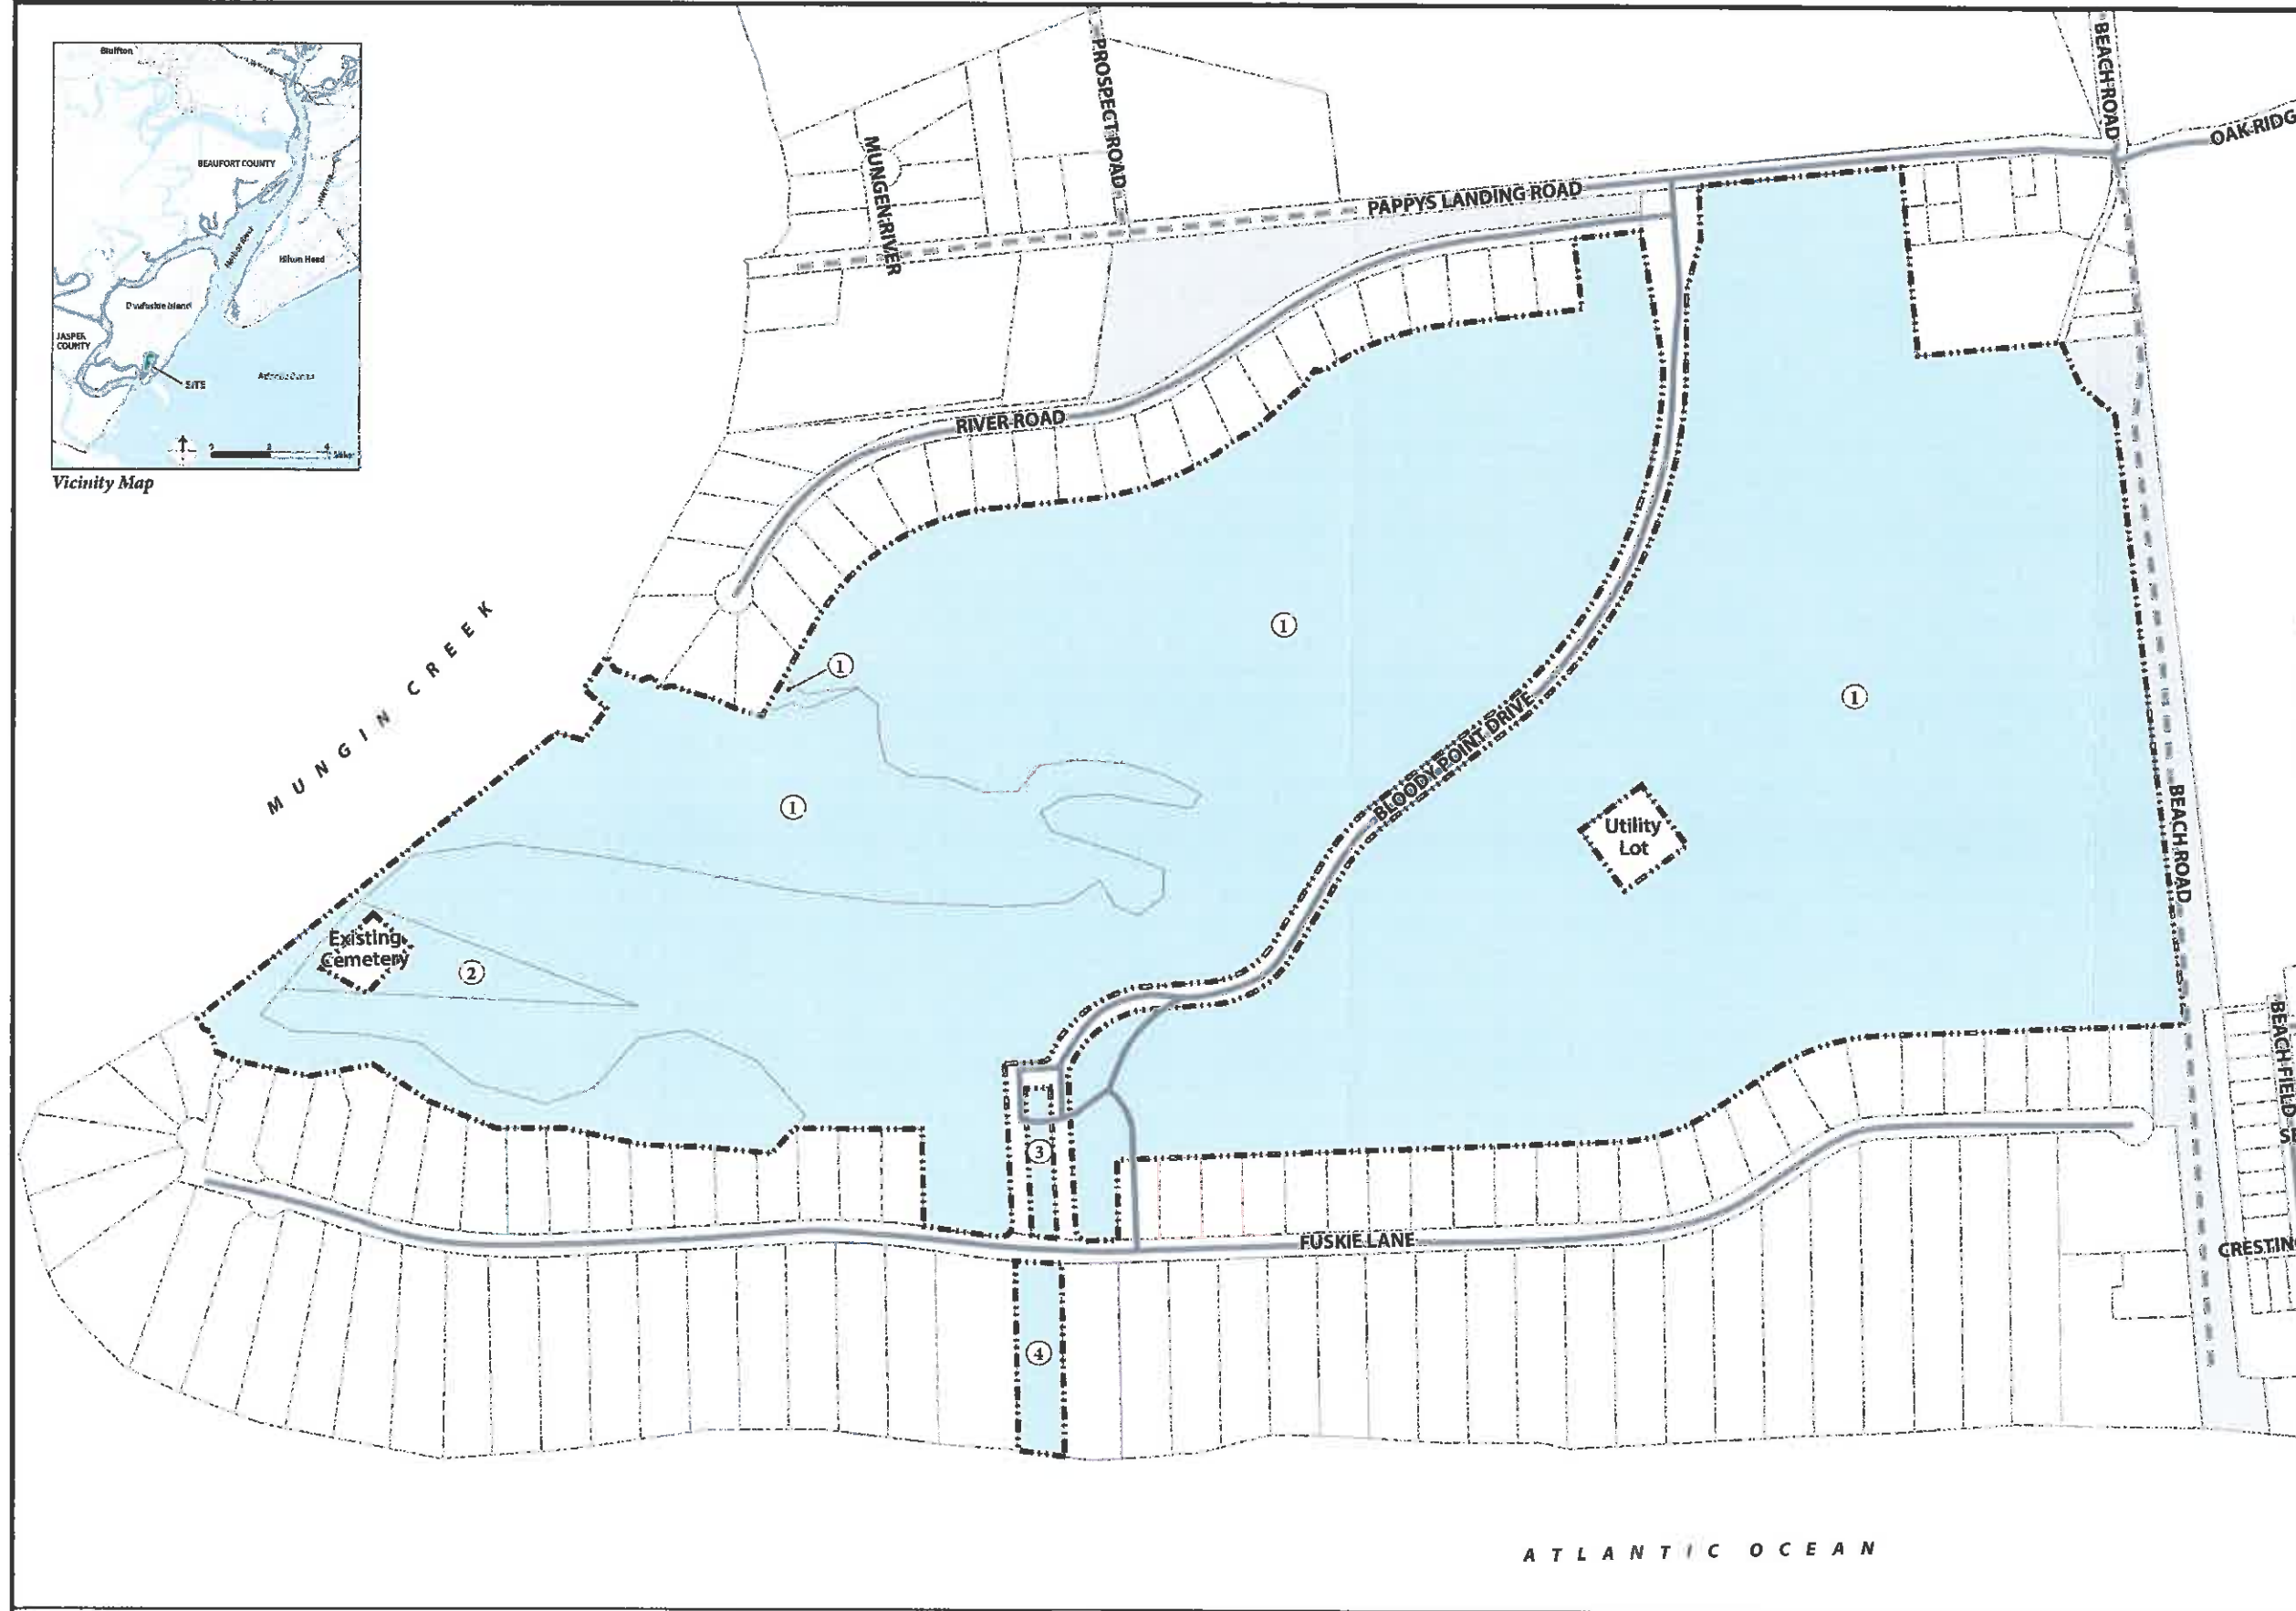 Bluffton
BEAUFORT COUNTY
Hilton Head
Daufuskie Island
JASPER
COUNTY
SITE
Atlantic Ocean
Vicinity Map
PROSPECT ROAD
MUNGEN RIVER
BEACH ROAD
OAK RIDG
PAPPYS LANDING ROAD
RIVER ROAD
MUNGIN CREEK
1
1
1
1
BLOODY POINT DRIVE
Utility
Lot
BEACH ROAD
Existing
Cemetery
2
3
BEACH FIELD S
FUSKIE LANE
CRESTIN
4
ATLANTIC OCEAN